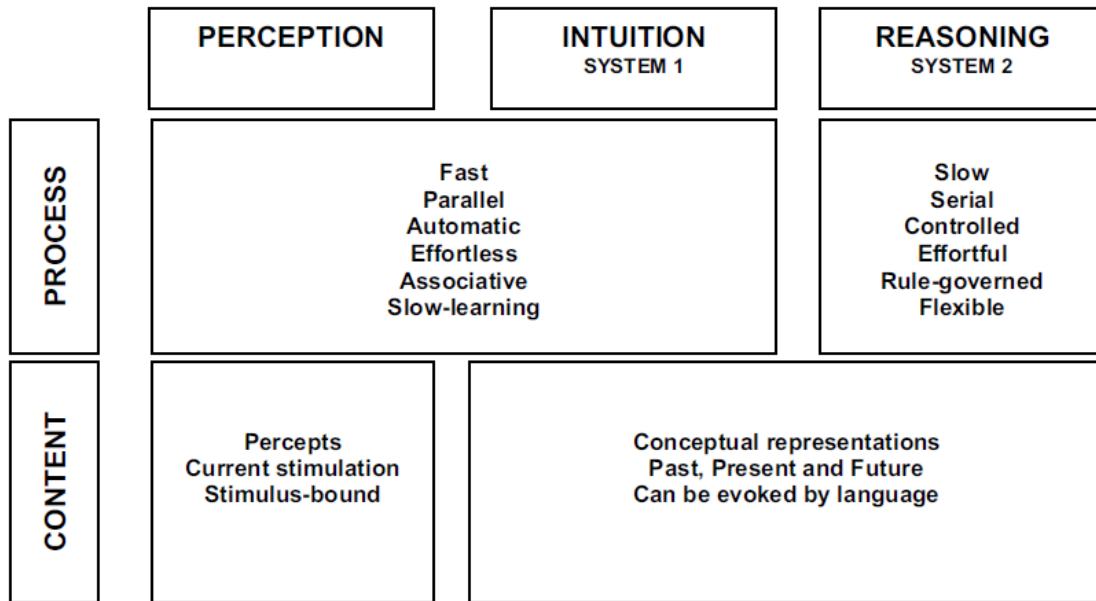 PERCEPTION
INTUITION
SYSTEM 1
REASONING
SYSTEM 2
PROCESS
Fast
Parallel
Automatic
Effortless
Associative
Slow-learning
Slow
Serial
Controlled
Effortful
Rule-governed
Flexible
CONTENT
Percepts
Current stimulation
Stimulus-bound
Conceptual representations
Past, Present and Future
Can be evoked by language